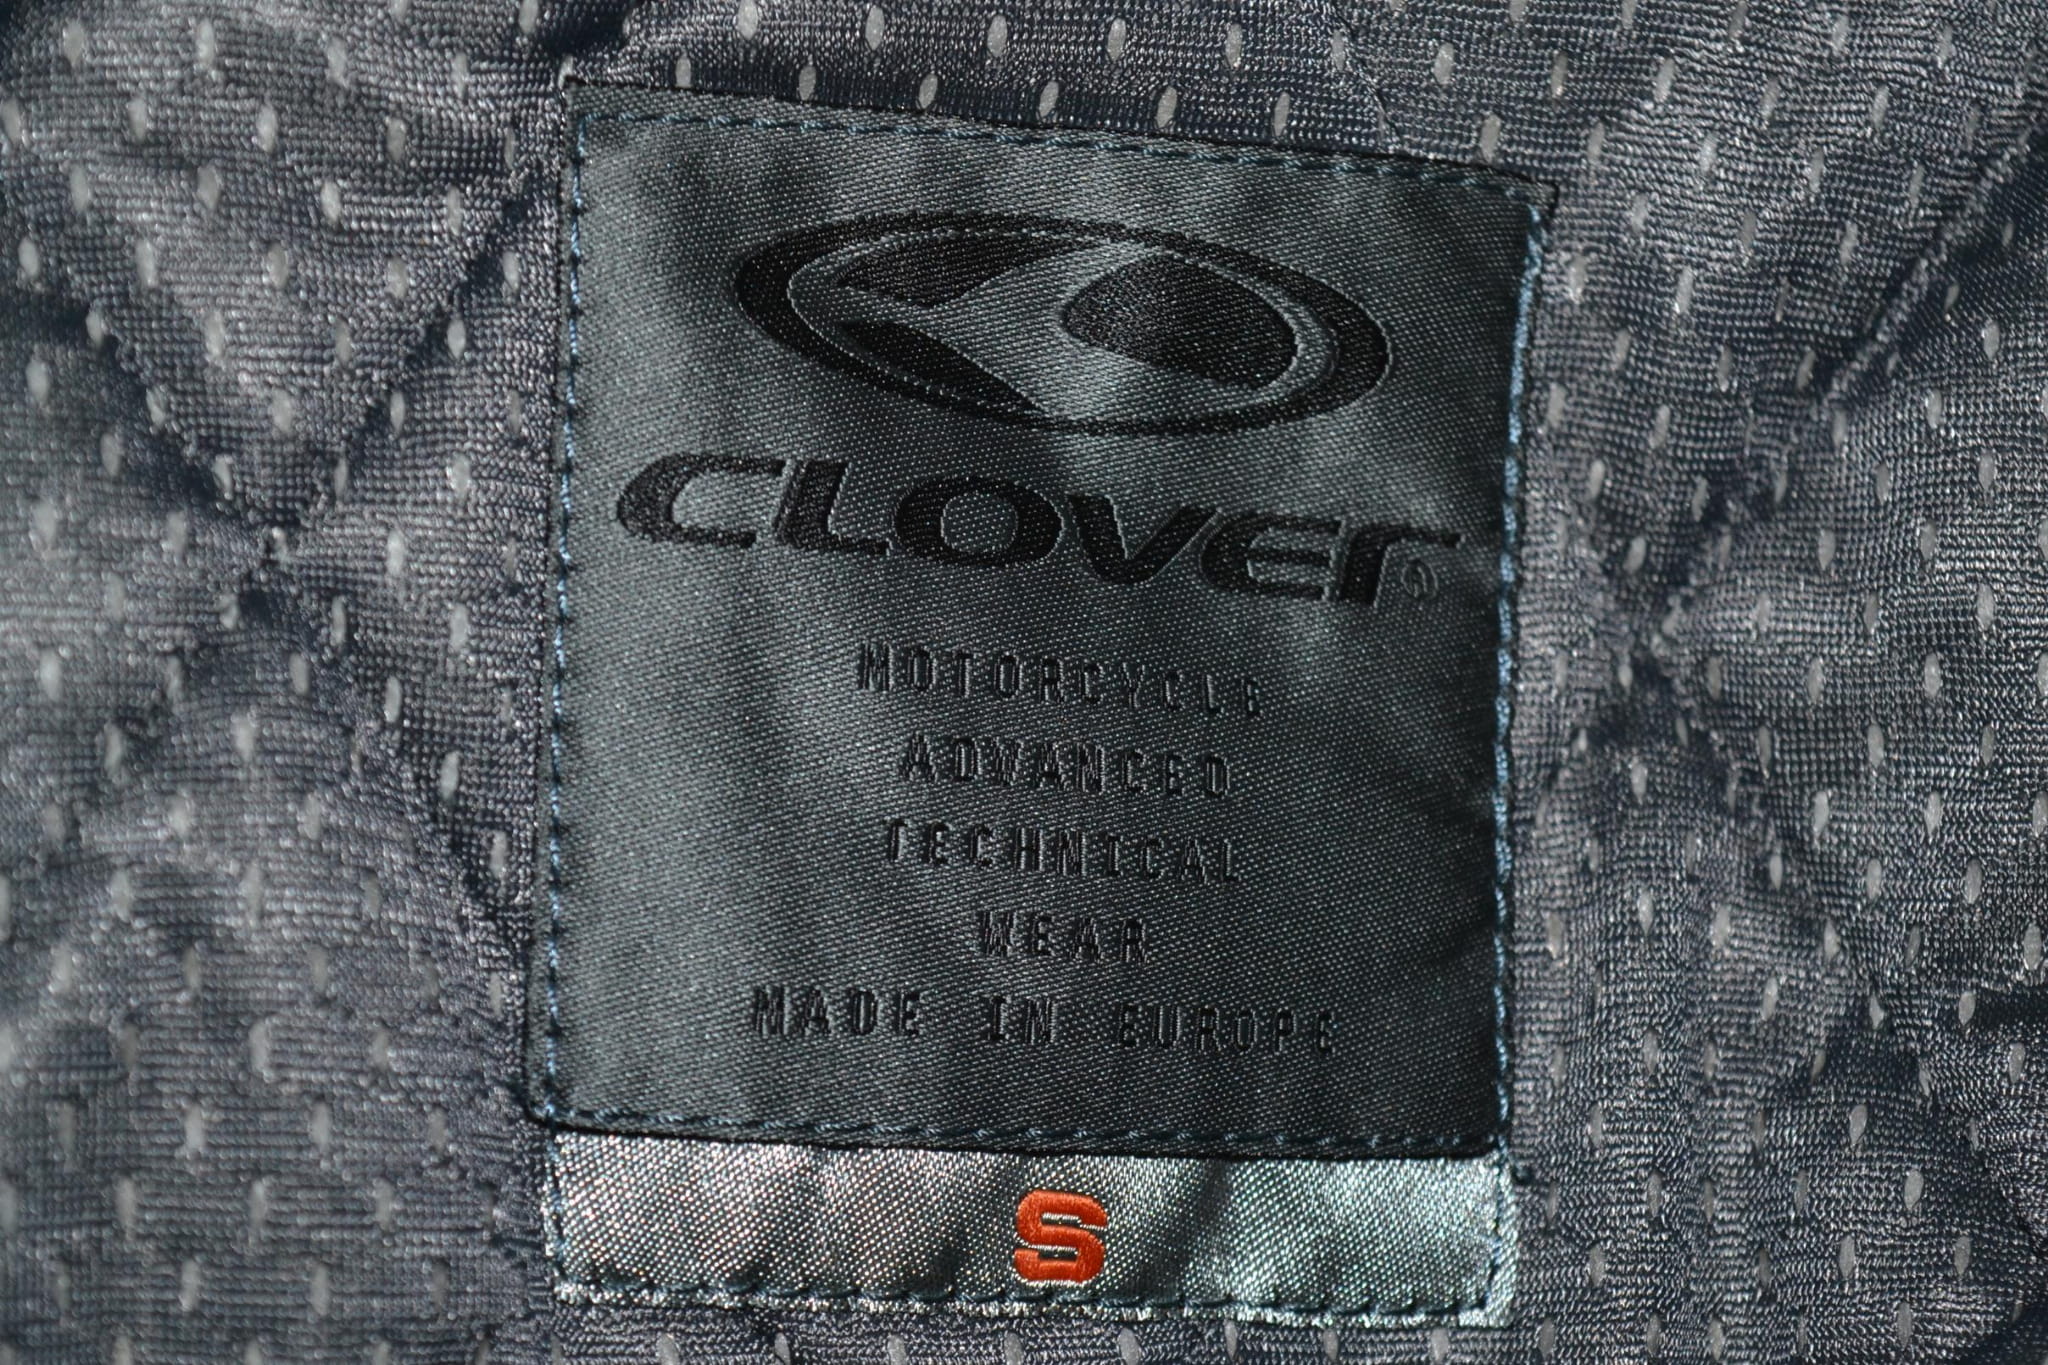 CLOVER®
MOTORCYCLE
ADVANCED
TECHNICAL
WEAR
MADE IN EUROPE
S